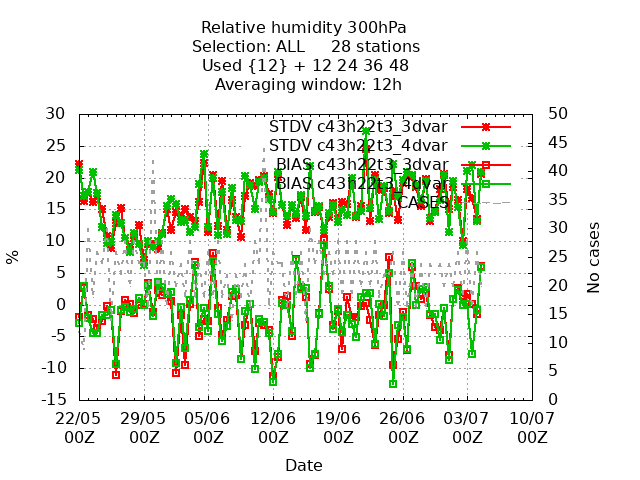 Relative humidity 300hPa
Selection: ALL 28 stations
Used {12} + 12 24 36 48
Averaging window: 12h
30 50
STDV c43h22t3_3dvar
25 45
STDV c43h22t3_4dvar
40
20 BIAS c43h22t3_3dvar
35
BIAS c43h22t3_4dvar
15 CASES
30
10
% 5 25 No cases
0 20
15
-5
10
-10 5
-15 0
22/05 29/05 05/06 12/06 19/06 26/06 03/07 10/07
00Z 00Z 00Z 00Z 00Z 00Z 00Z 00Z
Date